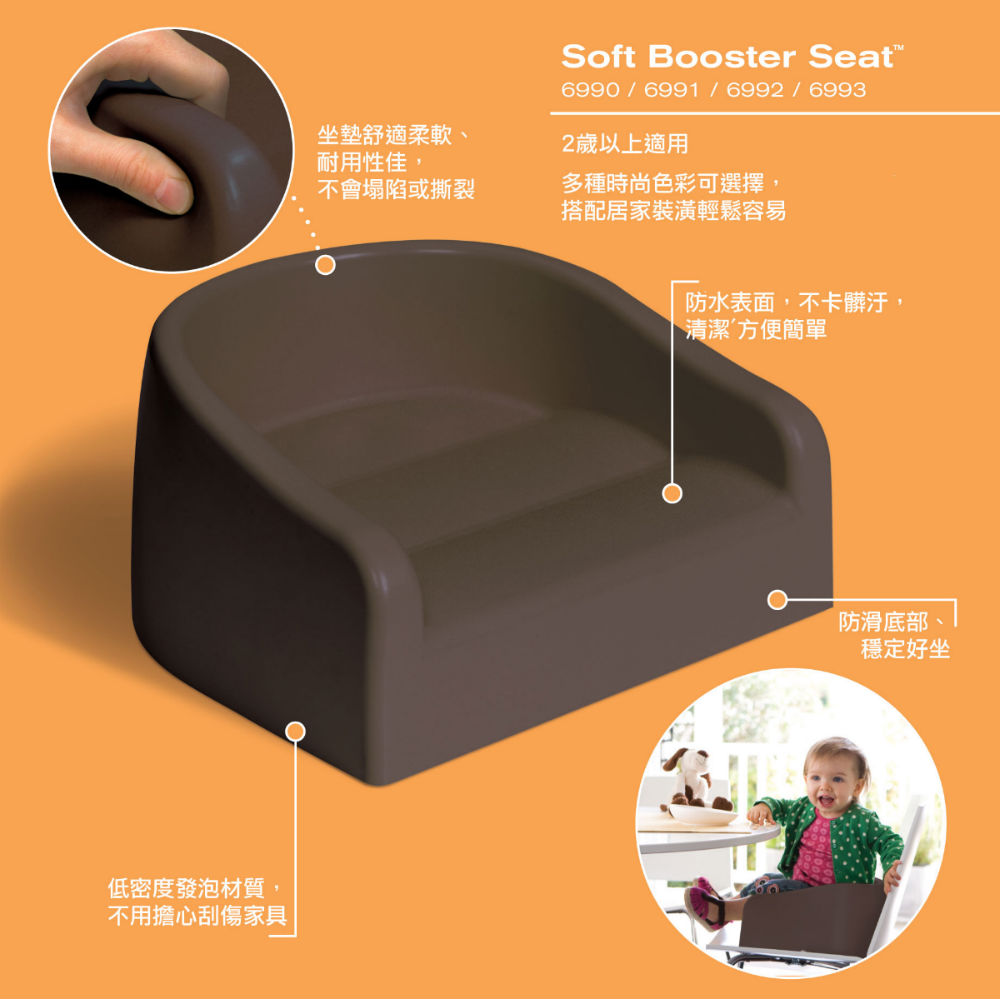 Soft Booster Seat™
6990 / 6991 / 6992 / 6993
2歲以上適用
多種時尚色彩可選擇，
搭配居家裝潢輕鬆容易
坐墊舒適柔軟、
耐用性佳，
不會塌陷或撕裂
防水表面，不卡髒汙，
清潔ˊ方便簡單
防滑底部、
穩定好坐
低密度發泡材質，
不用擔心刮傷家具